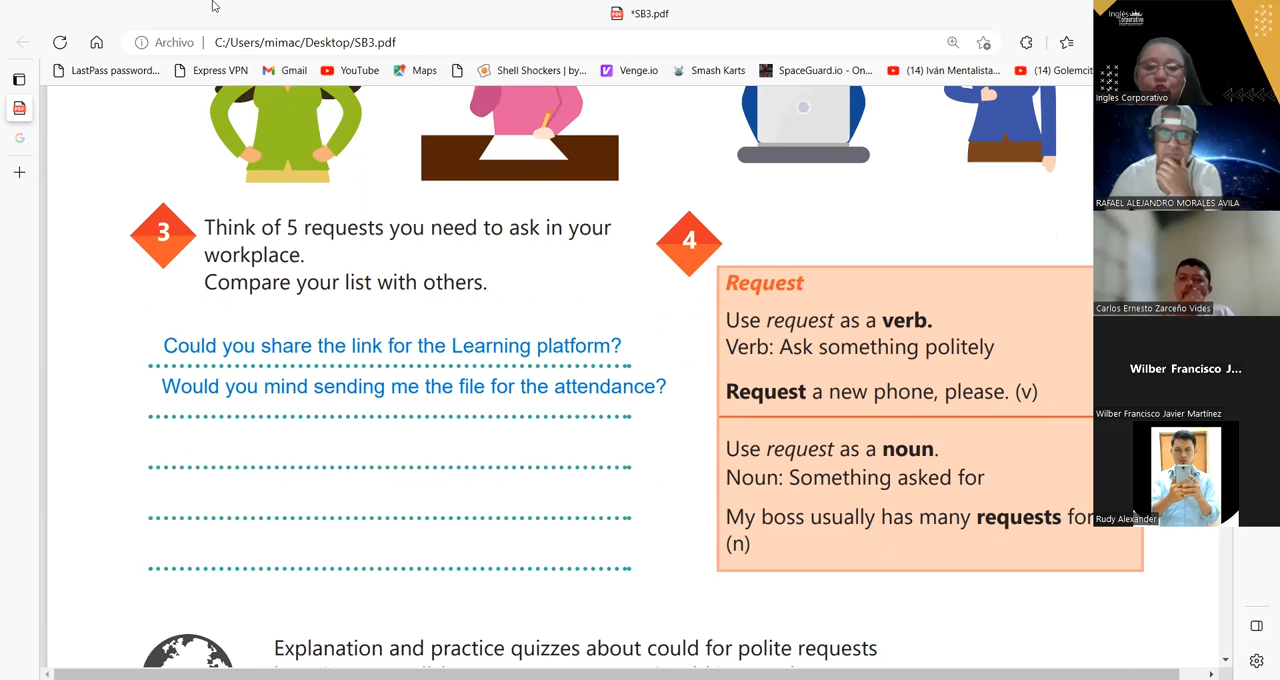 *SB3.pdf
Archivo | C:/Users/mimac/Desktop/SB3.pdf
LastPass password...
Express VPN
Gmail
YouTube
Maps
Shell Shockers | by...
Venge.io
Smash Karts
SpaceGuard.io - On...
(14) Iván Mentalista...
(14) Golemcit
3
Think of 5 requests you need to ask in your
workplace.
Compare your list with others.
Could you share the link for the Learning platform?
Would you mind sending me the file for the attendance?
4
Request
Use request as a verb.
Verb: Ask something politely
Request a new phone, please. (v)
Use request as a noun.
Noun: Something asked for
My boss usually has many requests for
(n)
Explanation and practice quizzes about could for polite requests
Inglés
Corporativo
Ingles Corporativo
RAFAEL ALEJANDRO MORALES AVILA
Carlos Ernesto Zarceño Vides
Wilber Francisco J...
Wilber Francisco Javier Martínez
Rudy Alexander